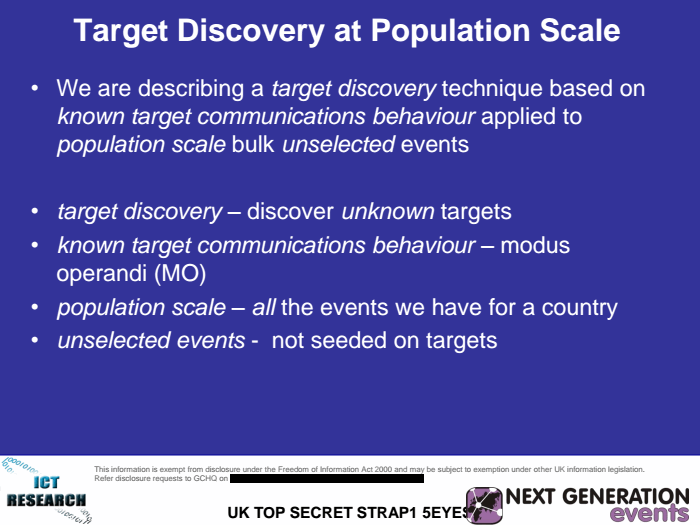 Target Discovery at Population Scale
• We are describing a target discovery technique based on
known target communications behaviour applied to
population scale bulk unselected events
• target discovery – discover unknown targets
• known target communications behaviour – modus
operandi (MO)
• population scale – all the events we have for a country
• unselected events - not seeded on targets
This information is exempt from disclosure under the Freedom of Information Act 2000 and may be subject to exemption under other UK information legislation.
Refer disclosure requests to GCHQ on
ICT
RESEARCH
UK TOP SECRET STRAP1 5EYES
NEXT GENERATION
events